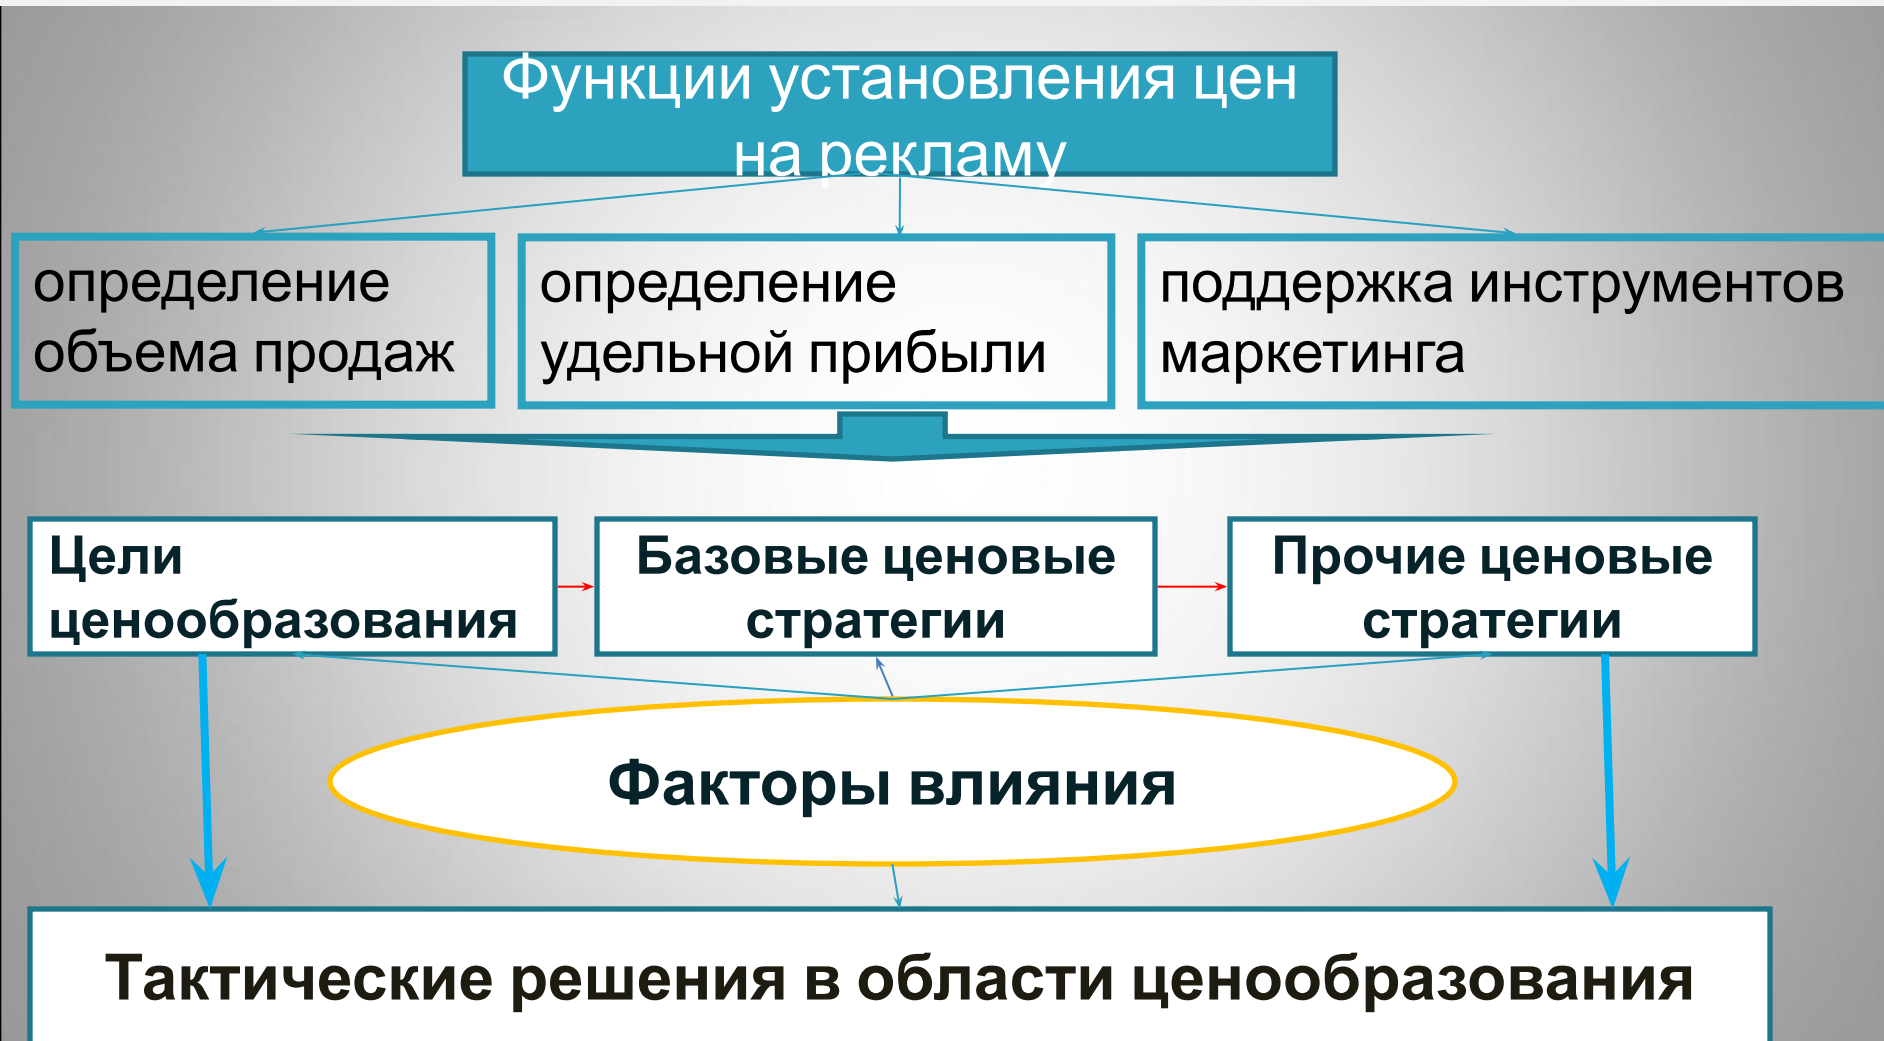 Функции установления цен
на рекламу
определение
объема продаж
определение
удельной прибыли
поддержка инструментов
маркетинга
Цели
ценообразования
Базовые ценовые
стратегии
Прочие ценовые
стратегии
Факторы влияния
Тактические решения в области ценообразования